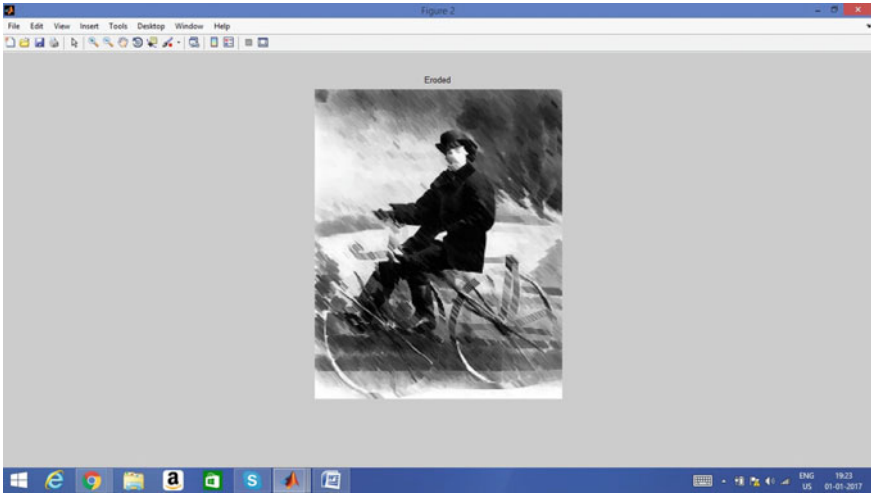 Figure 2
File Edit View Insert Tools Desktop Window Help
Eroded
ENG 19:23
US 01-01-2017